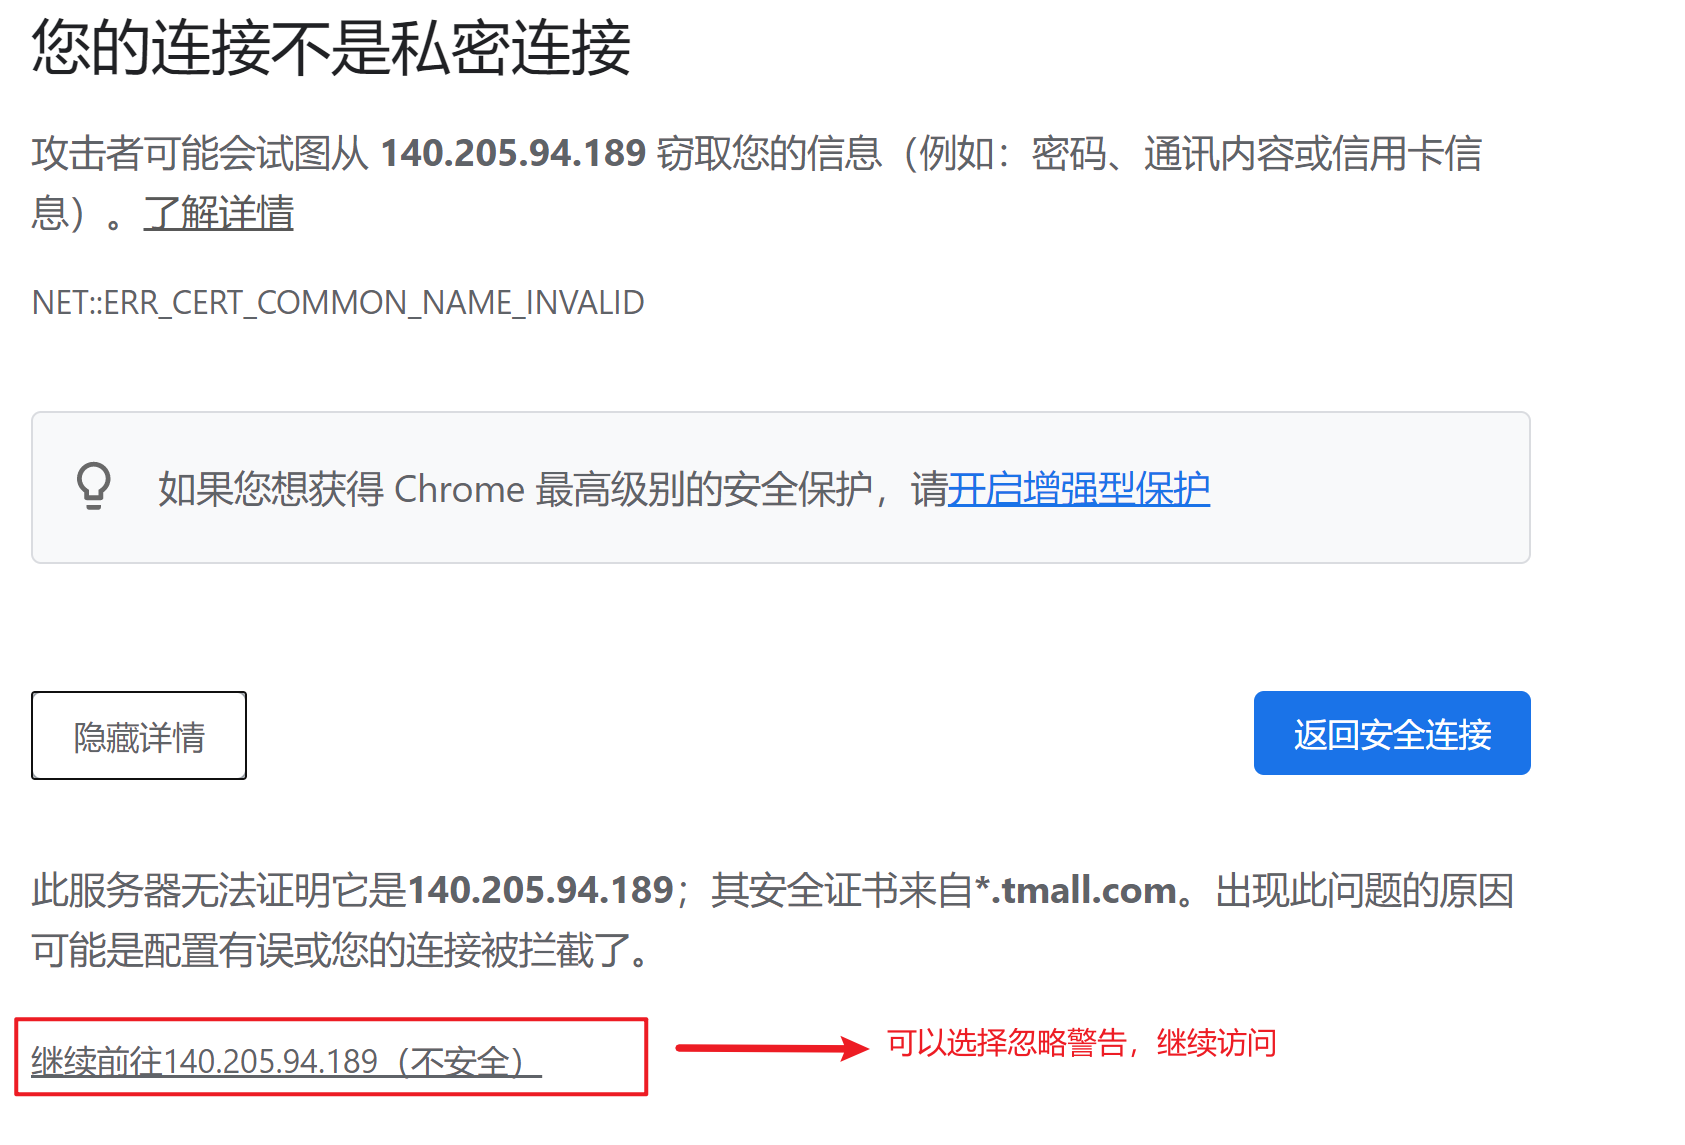 您的连接不是私密连接
攻击者可能会试图从 140.205.94.189 窃取您的信息（例如：密码、通讯内容或信用卡信
息）。了解详情
NET::ERR_CERT_COMMON_NAME_INVALID
如果您想获得 Chrome 最高级别的安全保护，请开启增强型保护
隐藏详情
返回安全连接
此服务器无法证明它是140.205.94.189；其安全证书来自*.tmall.com。出现此问题的原因
可能是配置有误或您的连接被拦截了。
继续前往140.205.94.189（不安全）
可以选择忽略警告，继续访问